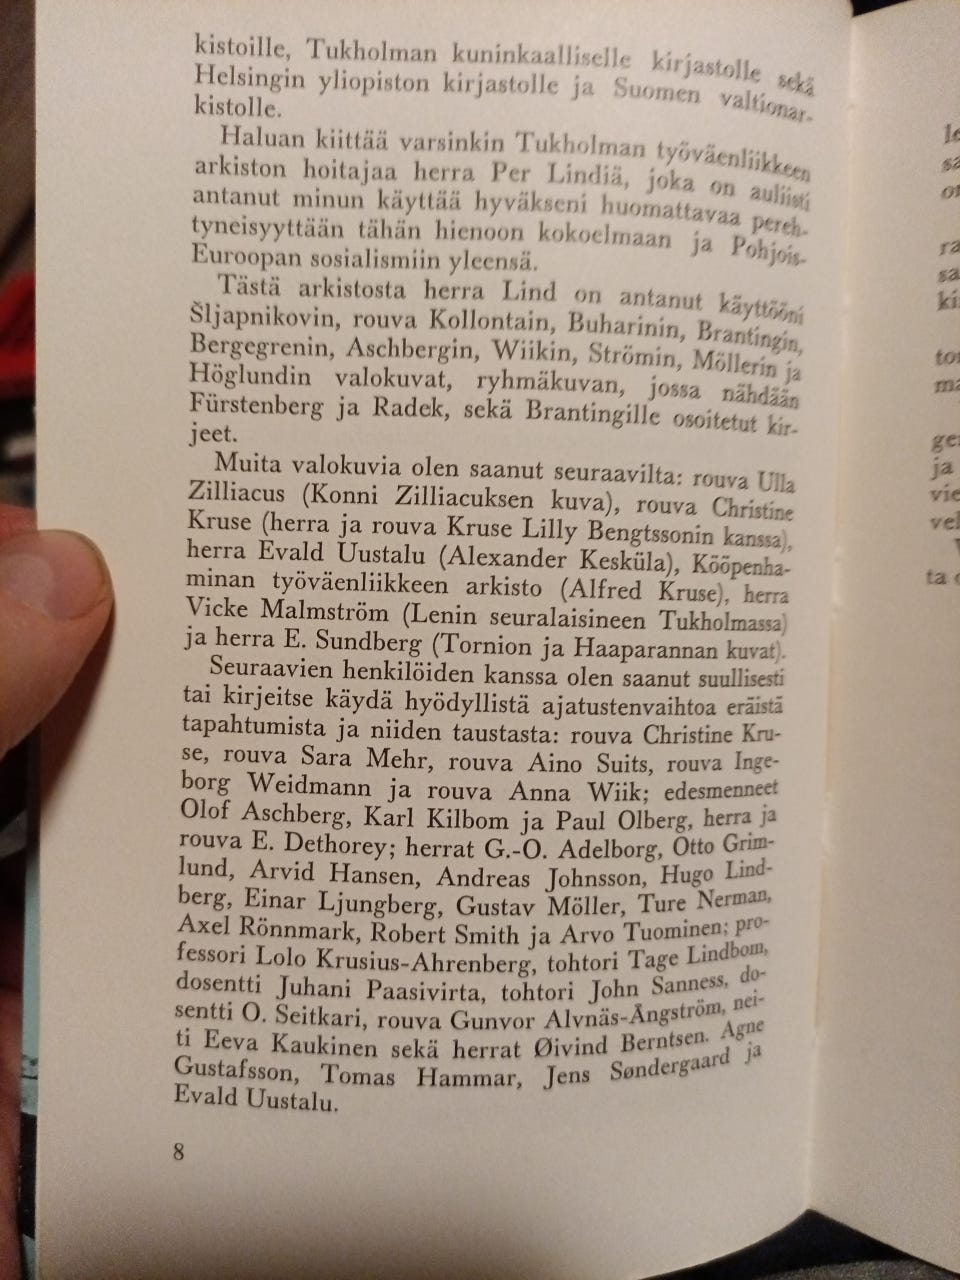 kistoille, Tukholman kuninkaalliselle kirjastolle sekä
Helsingin yliopiston kirjastolle ja Suomen valtionar-
kistolle.
Haluan kiittää varsinkin Tukholman työväenliikkeen
arkiston hoitajaa herra Per Lindiä, joka on auliisti
antanut minun käyttää hyväkseni huomattavaa pereh-
tyneisyyttään tähän hienoon kokoelmaan ja Pohjois-
Euroopan sosialismiin yleensä.
Tästä arkistosta herra Lind on antanut käyttööni
Šljapnikovin, rouva Kollontain, Buharinin, Brantingin,
Bergegrenin, Aschbergin, Wiikin, Strömin, Möllerin ja
Höglundin valokuvat, ryhmäkuvan, jossa nähdään
Fürstenberg ja Radek, sekä Brantingille osoitetut kir-
jeet.
Muita valokuvia olen saanut seuraavilta: rouva Ulla
Zilliacus (Konni Zilliacuksen kuva), rouva Christine
Kruse (herra ja rouva Kruse Lilly Bengtssonin kanssa),
herra Evald Uustalu (Alexander Kesküla), Kööpenha-
minan työväenliikkeen arkisto (Alfred Kruse), herra
Vicke Malmström (Lenin seuralaisineen Tukholmassa)
ja herra E. Sundberg (Tornion ja Haaparannan kuvat).
Seuraavien henkilöiden kanssa olen saanut suullisesti
tai kirjeitse käydä hyödyllistä ajatustenvaihtoa eräistä
tapahtumista ja niiden taustasta: rouva Christine Kru-
se, rouva Sara Mehr, rouva Aino Suits, rouva Inge-
borg Weidmann ja rouva Anna Wiik; edesmenneet
Olof Aschberg, Karl Kilbom ja Paul Olberg, herra ja
rouva E. Dethorey; herrat G.-O. Adelborg, Otto Grim-
lund, Arvid Hansen, Andreas Johnsson, Hugo Lind-
berg, Einar Ljungberg, Gustav Möller, Ture Nerman,
Axel Rönnmark, Robert Smith ja Arvo Tuominen; pro-
fessori Lolo Krusius-Ahrenberg, tohtori Tage Lindbom,
dosentti Juhani Paasivirta, tohtori John Sanness, do-
sentti O. Seitkari, rouva Gunvor Alvnäs-Ångström, nei-
ti Eeva Kaukinen sekä herrat Øivind Berntsen. Agne
Gustafsson, Tomas Hammar, Jens Søndergaard ja
Evald Uustalu.
8